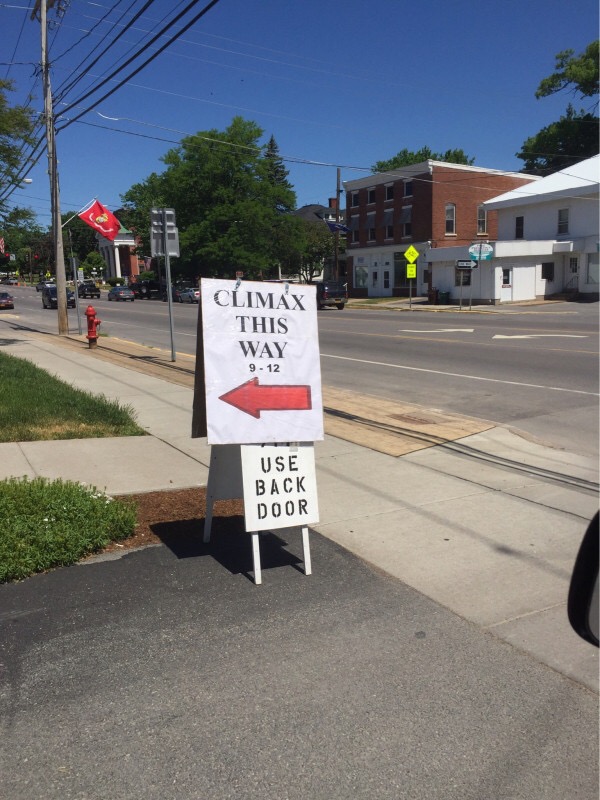 CLIMAX
THIS
WAY
9 - 12
USE
BACK
DOOR